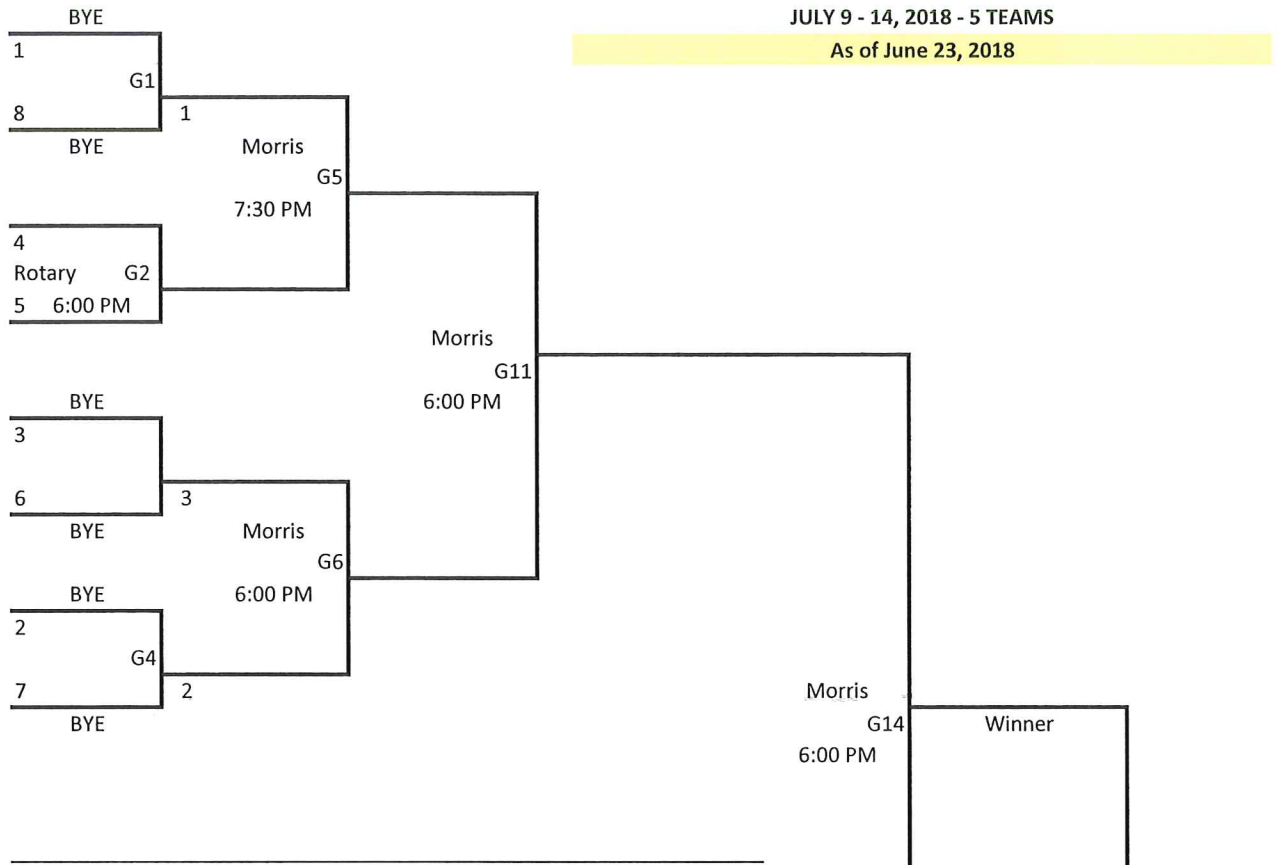 JULY 9 - 14, 2018 - 5 TEAMS
As of June 23, 2018
BYE
1
G1
8
BYE
1
Morris
G5
7:30 PM
4
Rotary G2
5 6:00 PM
Morris
G11
6:00 PM
BYE
3
6
BYE
3
Morris
G6
6:00 PM
BYE
2
G4
7
BYE
2
Morris
G14
6:00 PM
Winner